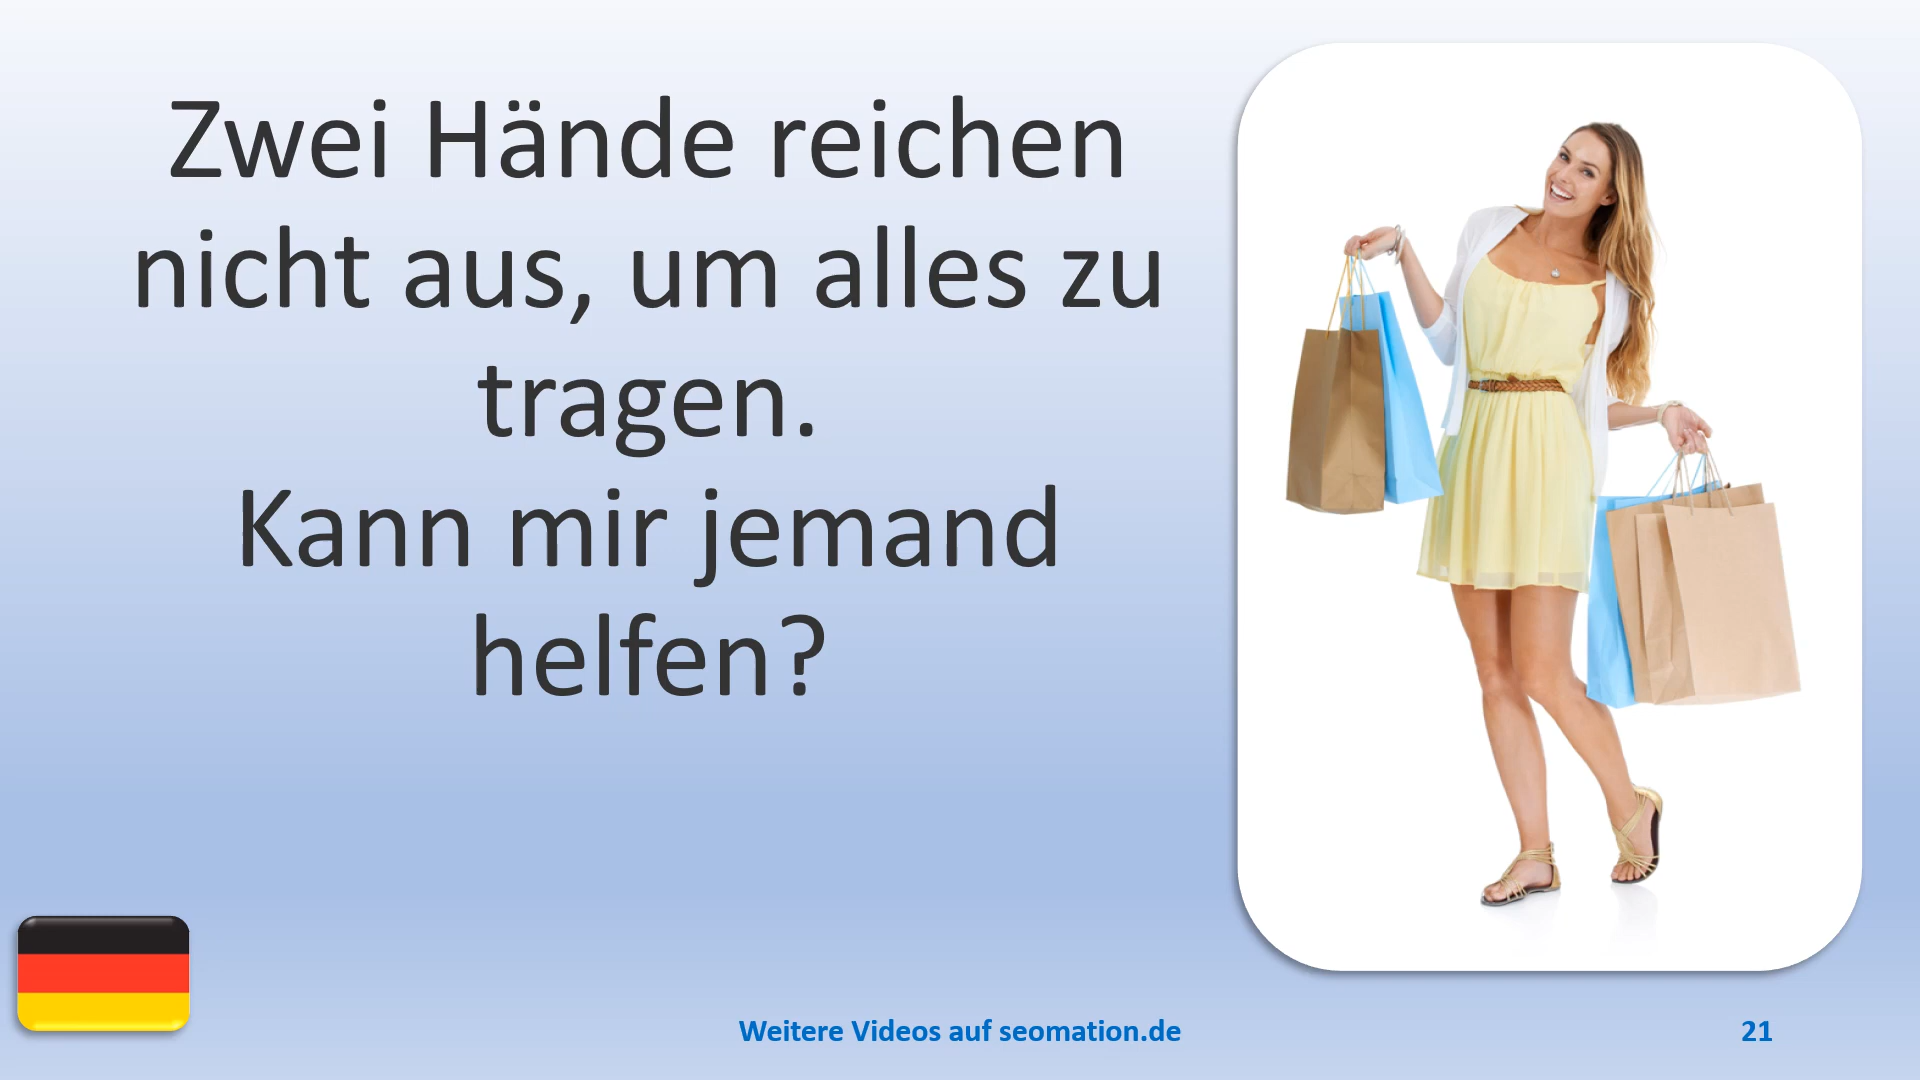 Zwei Hände reichen
nicht aus, um alles zu
tragen.
Kann mir jemand
helfen?
Weitere Videos auf seomation.de
21